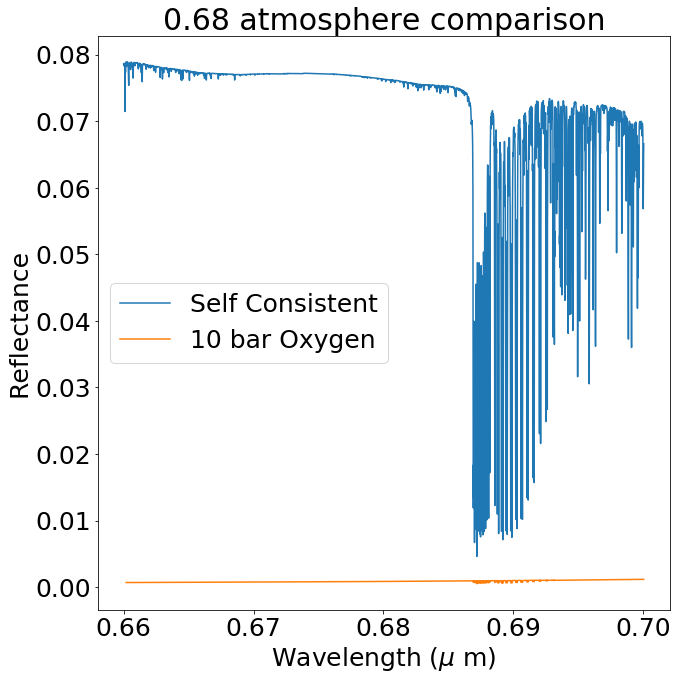 0.68 atmosphere comparison
0.08
0.07
0.06
0.05
0.04
0.03
0.02
0.01
0.00
Reflectance
Self Consistent
10 bar Oxygen
0.66 0.67 0.68 0.69 0.70
Wavelength (μ m)